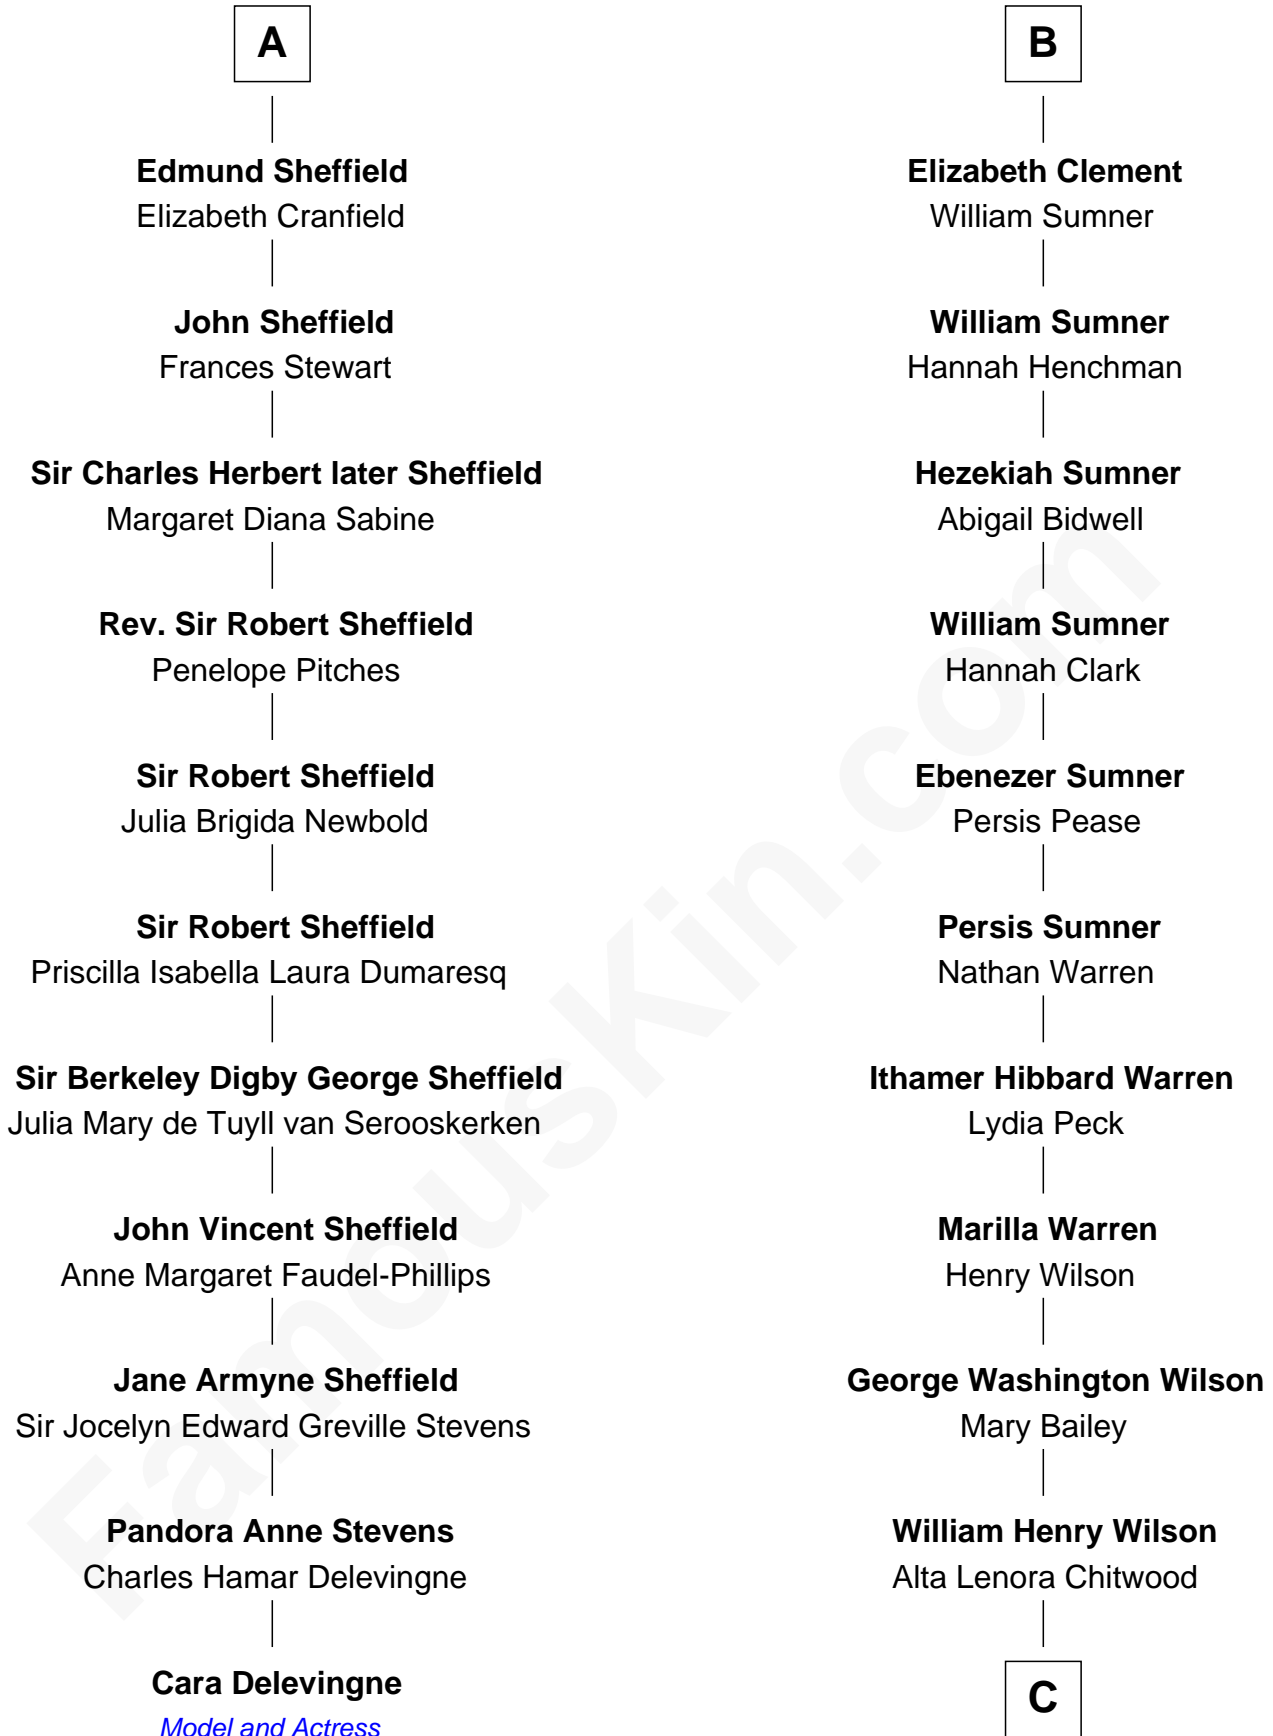 A
Edmund Sheffield
Elizabeth Cranfield
John Sheffield
Frances Stewart
Sir Charles Herbert later Sheffield
Margaret Diana Sabine
Rev. Sir Robert Sheffield
Penelope Pitches
Sir Robert Sheffield
Julia Brigida Newbold
Sir Robert Sheffield
Priscilla Isabella Laura Dumaresq
Sir Berkeley Digby George Sheffield
Julia Mary de Tuyll van Serooskerken
John Vincent Sheffield
Anne Margaret Faudel-Phillips
Jane Armyne Sheffield
Sir Jocelyn Edward Greville Stevens
Pandora Anne Stevens
Charles Hamar Delevingne
Cara Delevingne
Model and Actress
B
Elizabeth Clement
William Sumner
William Sumner
Hannah Henchman
Hezekiah Sumner
Abigail Bidwell
William Sumner
Hannah Clark
Ebenezer Sumner
Persis Pease
Persis Sumner
Nathan Warren
Ithamer Hibbard Warren
Lydia Peck
Marilla Warren
Henry Wilson
George Washington Wilson
Mary Bailey
William Henry Wilson
Alta Lenora Chitwood
C
FamousKin.com